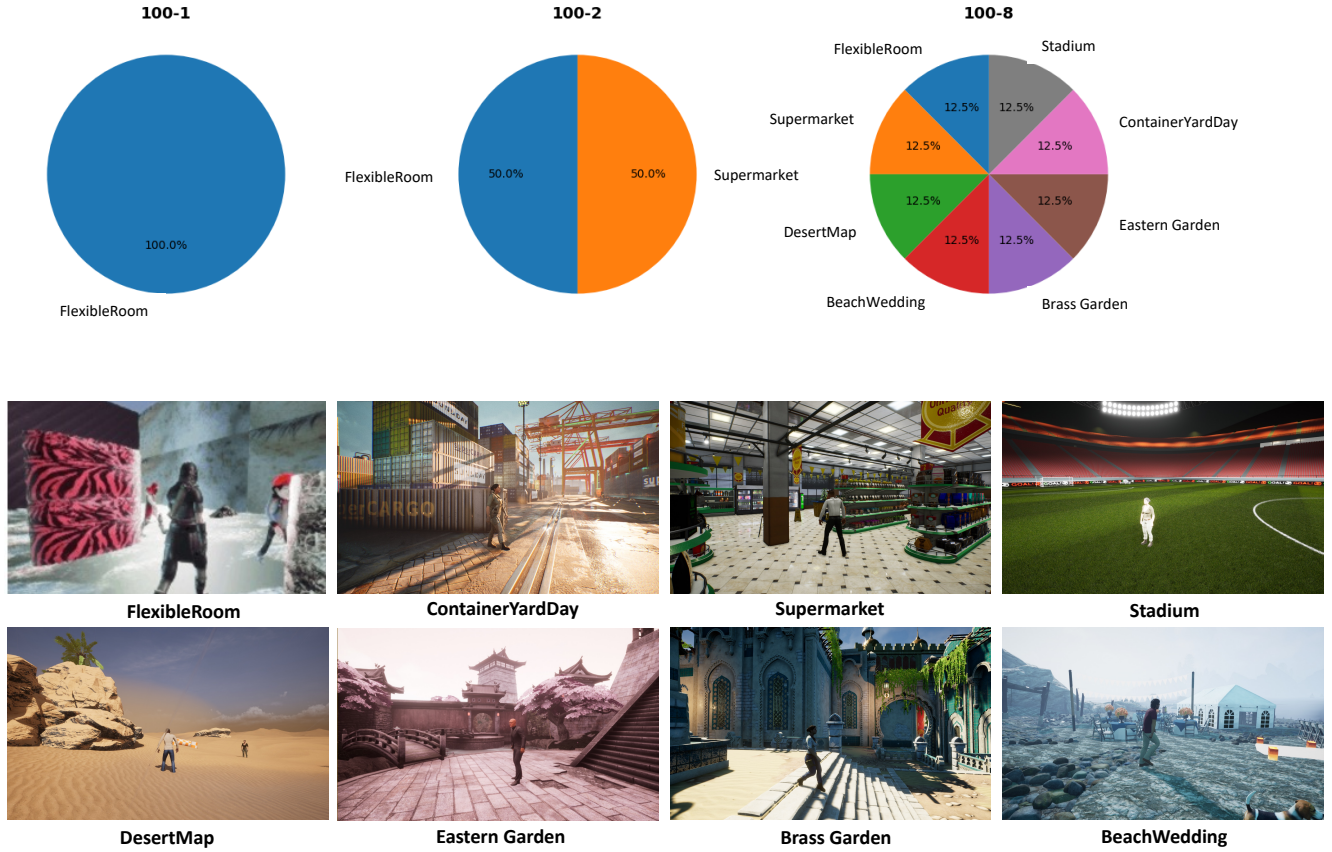 100-1
100-2
100-8
100.0%
FlexibleRoom
FlexibleRoom
50.0%
50.0%
Supermarket
FlexibleRoom
Stadium
Supermarket
ContainerYardDay
DesertMap
Eastern Garden
BeachWedding
Brass Garden
12.5%
12.5%
12.5%
12.5%
12.5%
12.5%
12.5%
12.5%
CARGO
Quality
FlexibleRoom
ContainerYardDay
Supermarket
Stadium
DesertMap
Eastern Garden
Brass Garden
BeachWedding